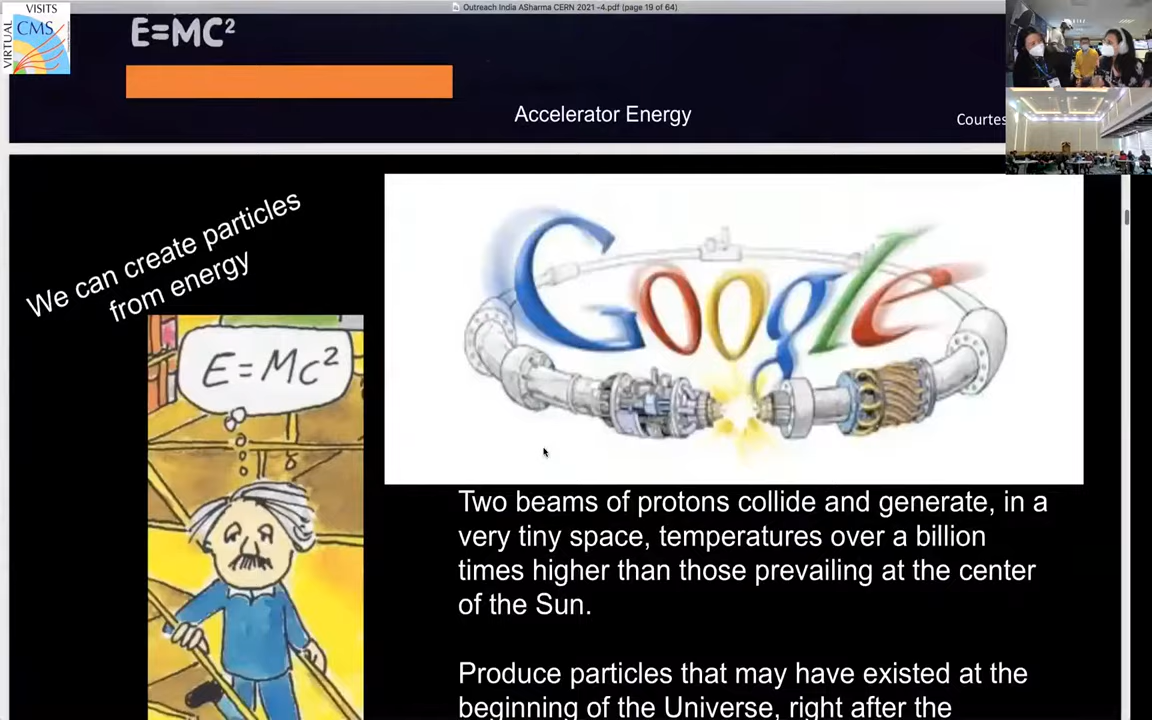 Outreach India ASharma CERN 2021 -4.pdf (page 19 of 64)
VIRTUAL
VISITS
CMS
E=MC²
Accelerator Energy
Courtes
We can create particles
from energy
E=Mc²
Google
Two beams of protons collide and generate, in a
very tiny space, temperatures over a billion
times higher than those prevailing at the center
of the Sun.
Produce particles that may have existed at the
beginning of the Universe, right after the